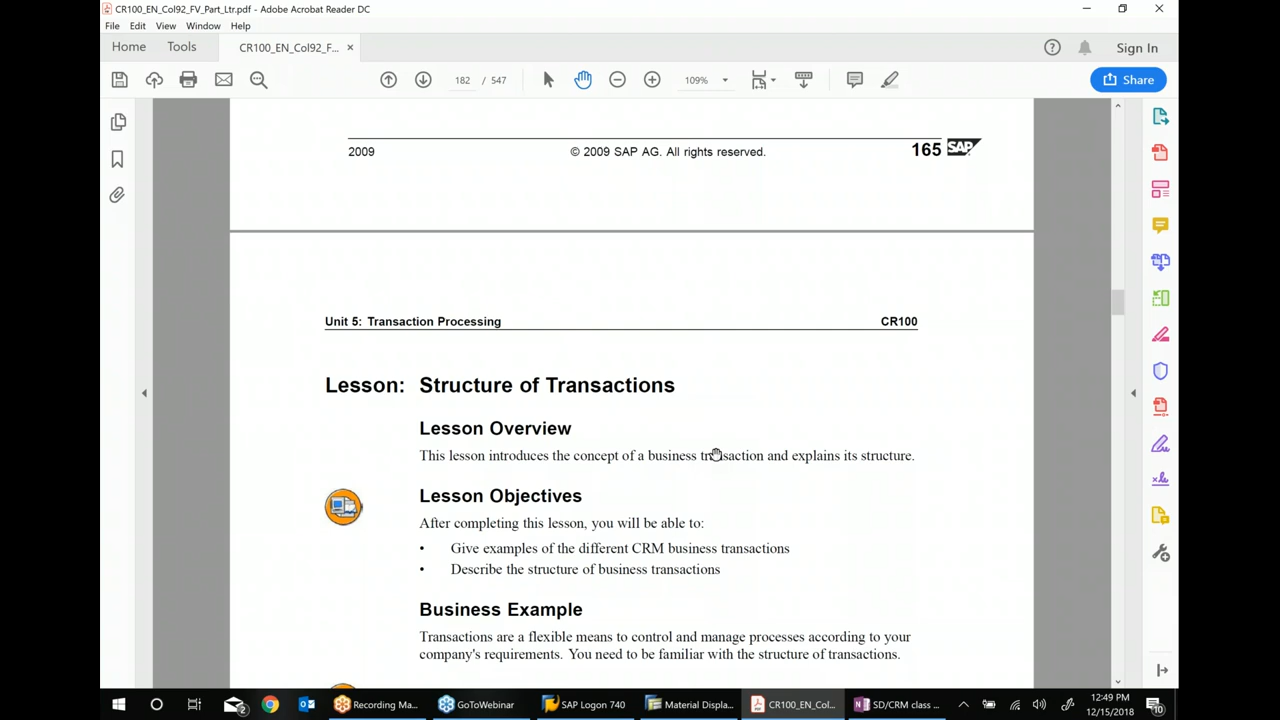 CR100_EN_Col92_FV_Part_Ltr.pdf - Adobe Acrobat Reader DC
File Edit View Window Help
Home Tools CR100_EN_Col92_F... × Sign In
182 / 547 109% Share
2009 © 2009 SAP AG. All rights reserved. 165 SAP
Unit 5: Transaction Processing CR100
Lesson: Structure of Transactions
Lesson Overview
This lesson introduces the concept of a business transaction and explains its structure.
Lesson Objectives
After completing this lesson, you will be able to:
• Give examples of the different CRM business transactions
• Describe the structure of business transactions
Business Example
Transactions are a flexible means to control and manage processes according to your
company's requirements. You need to be familiar with the structure of transactions.
Recording Ma... GoToWebinar SAP Logon 740 Material Displa... CR100_EN_Col... SD/CRM class ... 12:49 PM
12/15/2018